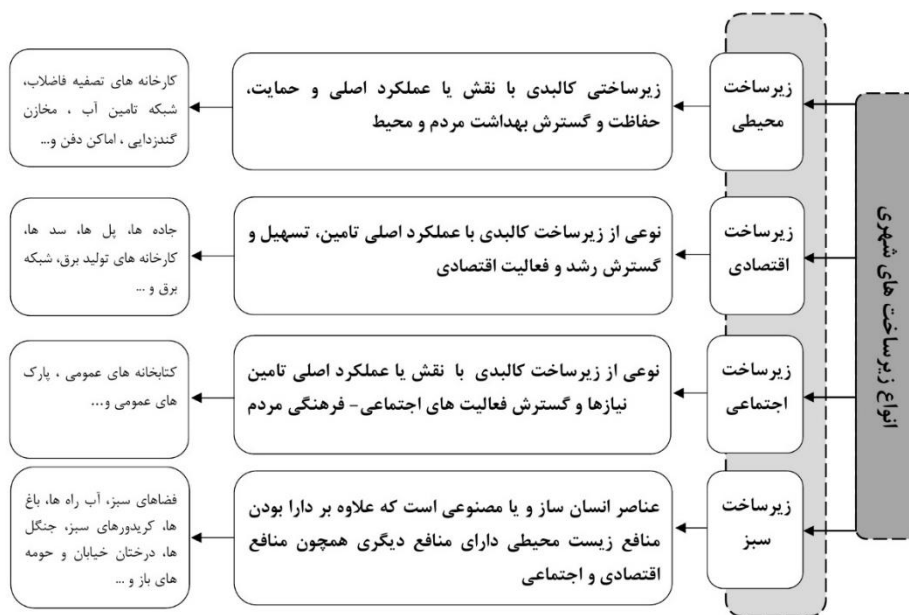 انواع زیرساخت های شهری
زیرساخت
محیطی
زیرساختی کالبدی با نقش یا عملکرد اصلی و حمایت،
حفاظت و گسترش بهداشت مردم و محیط
کارخانه های تصفیه فاضلاب،
شبکه تامین آب ، مخازن
گندزدایی ، اماکن دفن و...
زیرساخت
اقتصادی
نوعی از زیرساخت کالبدی با عملکرد اصلی تامین، تسهیل و
گسترش رشد و فعالیت اقتصادی
جاده ها، پل ها، سد ها،
کارخانه های تولید برق، شبکه
برق و ...
زیرساخت
اجتماعی
نوعی از زیرساخت کالبدی با نقش یا عملکرد اصلی تامین
نیازها و گسترش فعالیت های اجتماعی- فرهنگی مردم
کتابخانه های عمومی ، پارک
های عمومی و...
زیرساخت
سبز
عناصر انسان ساز و یا مصنوعی است که علاوه بر دارا بودن
منافع زیست محیطی دارای منافع دیگری همچون منافع
اقتصادی و اجتماعی
فضاهای سبز، آب راه ها، باغ
ها، کریدورهای سبز، جنگل
ها، درختان خیابان و حومه
های باز و ...